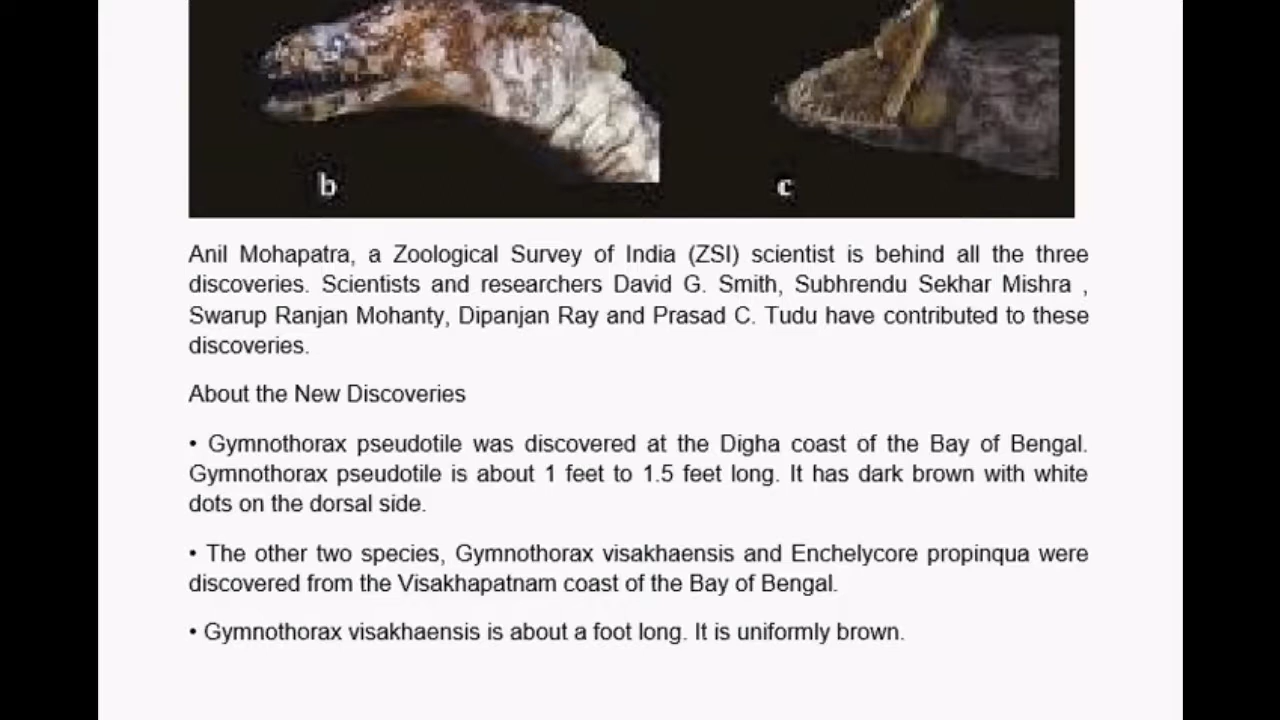 b
c
Anil Mohapatra, a Zoological Survey of India (ZSI) scientist is behind all the three
discoveries. Scientists and researchers David G. Smith, Subhrendu Sekhar Mishra ,
Swarup Ranjan Mohanty, Dipanjan Ray and Prasad C. Tudu have contributed to these
discoveries.
About the New Discoveries
• Gymnothorax pseudotile was discovered at the Digha coast of the Bay of Bengal.
Gymnothorax pseudotile is about 1 feet to 1.5 feet long. It has dark brown with white
dots on the dorsal side.
• The other two species, Gymnothorax visakhaensis and Enchelycore propinqua were
discovered from the Visakhapatnam coast of the Bay of Bengal.
• Gymnothorax visakhaensis is about a foot long. It is uniformly brown.